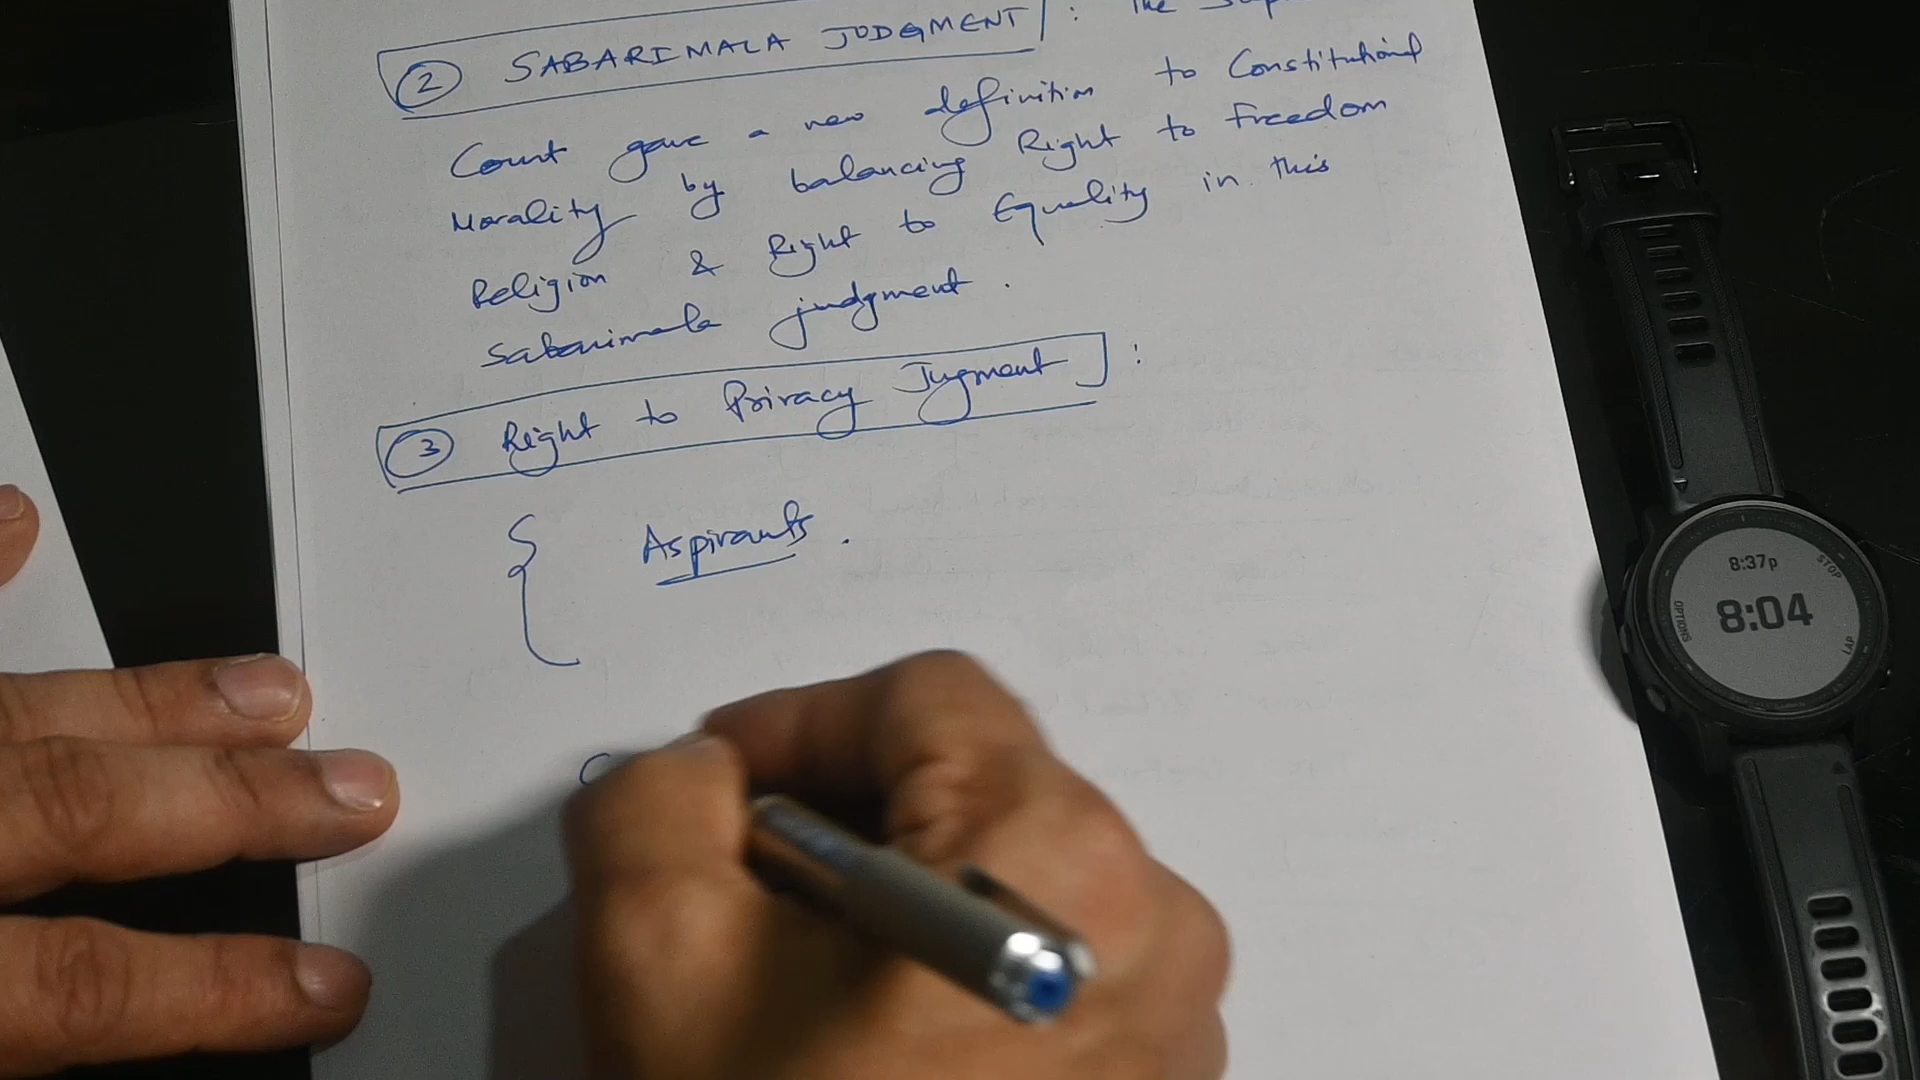 ② SABARIMALA JUDGMENT : The
Court gave a new definition to Constitutional
Morality by balancing Right to Freedom
Religion & Right to Equality in this
Sabarimala judgment.
③ Right to Privacy Jugment :
Aspirants.
8:37p
8:04
STOP
OPTIONS
LAP